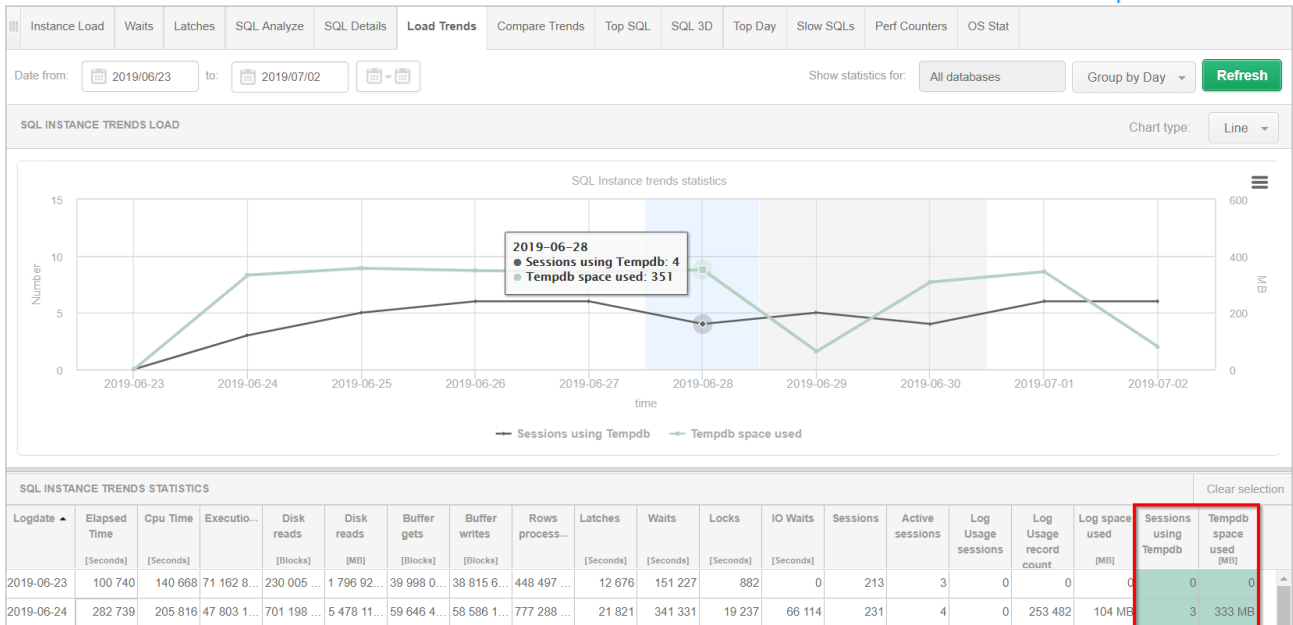 Instance Load Waits Latches SQL Analyze SQL Details Load Trends Compare Trends Top SQL SQL 3D Top Day Slow SQLs Perf Counters OS Stat
Date from: 2019/06/23 to: 2019/07/02 - Show statistics for: All databases Group by Day Refresh
SQL INSTANCE TRENDS LOAD Chart type: Line
SQL Instance trends statistics
15 600
2019-06-28
Sessions using Tempdb: 4
Tempdb space used: 351
10 400
Number MB
5 200
0 0
2019-06-23 2019-06-24 2019-06-25 2019-06-26 2019-06-27 2019-06-28 2019-06-29 2019-06-30 2019-07-01 2019-07-02
time
Sessions using Tempdb Tempdb space used
SQL INSTANCE TRENDS STATISTICS Clear selection
Logdate Elapsed Time [Seconds] Cpu Time [Seconds] Executio... Disk reads [Blocks] Disk reads [MB] Buffer gets [Blocks] Buffer writes [Blocks] Rows process... Latches [Seconds] Waits [Seconds] Locks [Seconds] IO Waits [Seconds] Sessions Active sessions Log Usage sessions Log Usage record count Log space used [MB] Sessions using Tempdb Tempdb space used [MB]
2019-06-23 100 740 140 668 71 162 8... 230 005 ... 1 796 92... 39 998 0... 38 815 6... 448 497 ... 12 676 151 227 882 0 213 3 0 0 0 0 0
2019-06-24 282 739 205 816 47 803 1... 701 198 ... 5 478 11... 59 646 4... 58 586 1... 777 288 ... 21 821 341 331 19 237 66 114 231 4 0 253 482 104 MB 3 333 MB